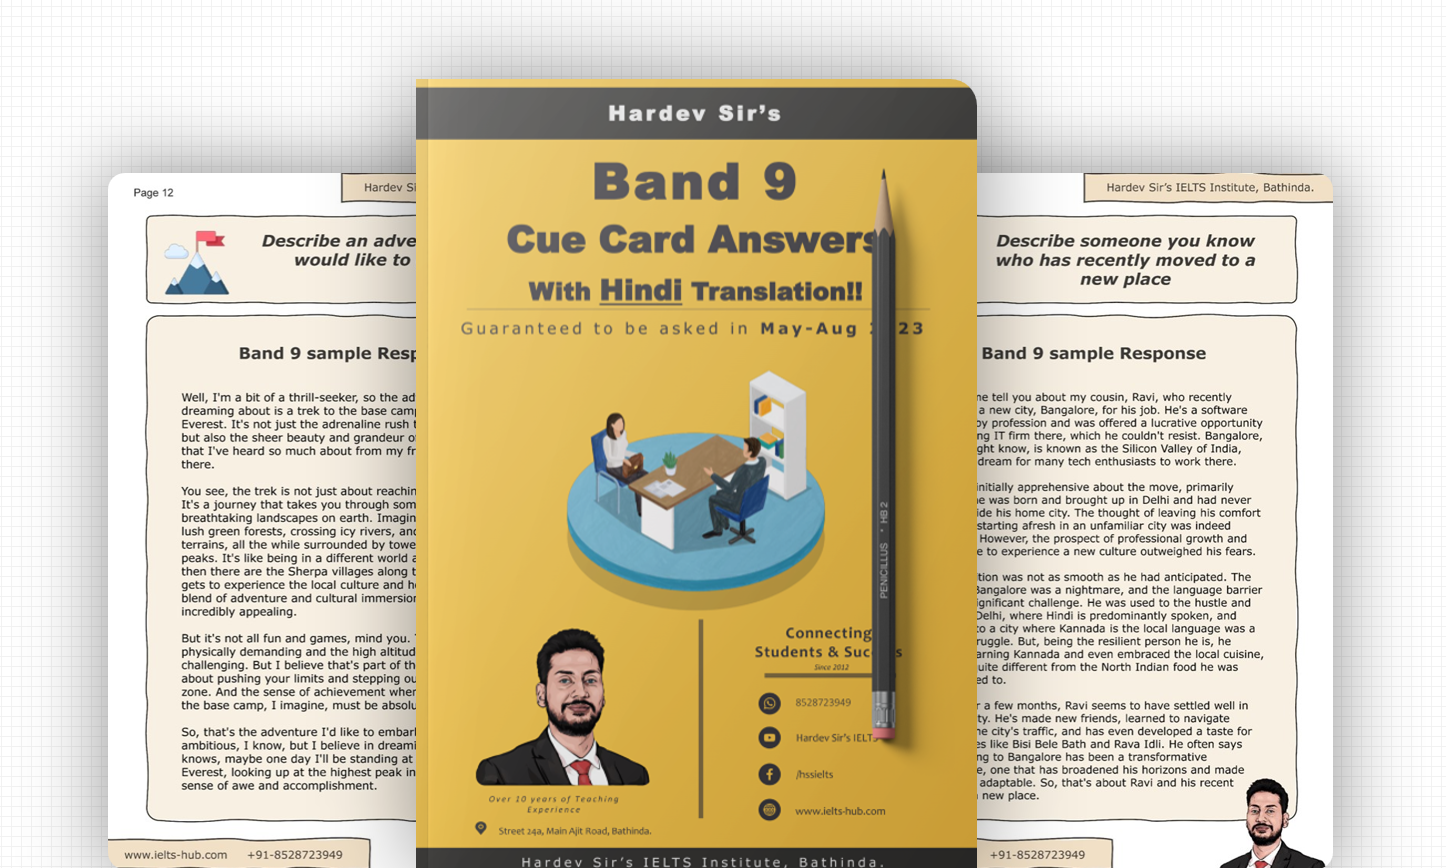 Page 12
Hardev Si
Describe an adve
would like to
Band 9 sample Resp
Well, I'm a bit of a thrill-seeker, so the ad
dreaming about is a trek to the base camp
Everest. It's not just the adrenaline rush t
but also the sheer beauty and grandeur o
that I've heard so much about from my fr
there.
You see, the trek is not just about reachin
It's a journey that takes you through som
breathtaking landscapes on earth. Imagin
lush green forests, crossing icy rivers, and
terrains, all the while surrounded by towe
peaks. It's like being in a different world a
then there are the Sherpa villages along t
gets to experience the local culture and h
blend of adventure and cultural immersion
incredibly appealing.
But it's not all fun and games, mind you.
physically demanding and the high altitud
challenging. But I believe that's part of th
about pushing your limits and stepping ou
zone. And the sense of achievement when
the base camp, I imagine, must be absolu
So, that's the adventure I'd like to embar
ambitious, I know, but I believe in dreami
knows, maybe one day I'll be standing at
Everest, looking up at the highest peak in
sense of awe and accomplishment.
www.ielts-hub.com +91-8528723949
Hardev Sir's
Band 9
Cue Card Answers
With Hindi Translation!!
Guaranteed to be asked in May-Aug 23
Connecting
Students & Success
Since 2012
8528723949
Hardev Sir's IELTS
/hssielts
www.ielts-hub.com
Over 10 years of Teaching
Experience
Street 24a, Main Ajit Road, Bathinda.
Hardev Sir's IELTS Institute, Bathinda.
PENICILLUS * HB 2
Hardev Sir's IELTS Institute, Bathinda.
Describe someone you know
who has recently moved to a
new place
Band 9 sample Response
ne tell you about my cousin, Ravi, who recently
a new city, Bangalore, for his job. He's a software
by profession and was offered a lucrative opportunity
ng IT firm there, which he couldn't resist. Bangalore,
ght know, is known as the Silicon Valley of India,
dream for many tech enthusiasts to work there.
initially apprehensive about the move, primarily
e was born and brought up in Delhi and had never
ide his home city. The thought of leaving his comfort
starting afresh in an unfamiliar city was indeed
However, the prospect of professional growth and
e to experience a new culture outweighed his fears.
tion was not as smooth as he had anticipated. The
Bangalore was a nightmare, and the language barrier
ignificant challenge. He was used to the hustle and
Delhi, where Hindi is predominantly spoken, and
to a city where Kannada is the local language was a
ruggle. But, being the resilient person he is, he
arning Kannada and even embraced the local cuisine,
uite different from the North Indian food he was
ed to.
r a few months, Ravi seems to have settled well in
ty. He's made new friends, learned to navigate
he city's traffic, and has even developed a taste for
es like Bisi Bele Bath and Rava Idli. He often says
ng to Bangalore has been a transformative
e, one that has broadened his horizons and made
adaptable. So, that's about Ravi and his recent
new place.
+91-8528723949